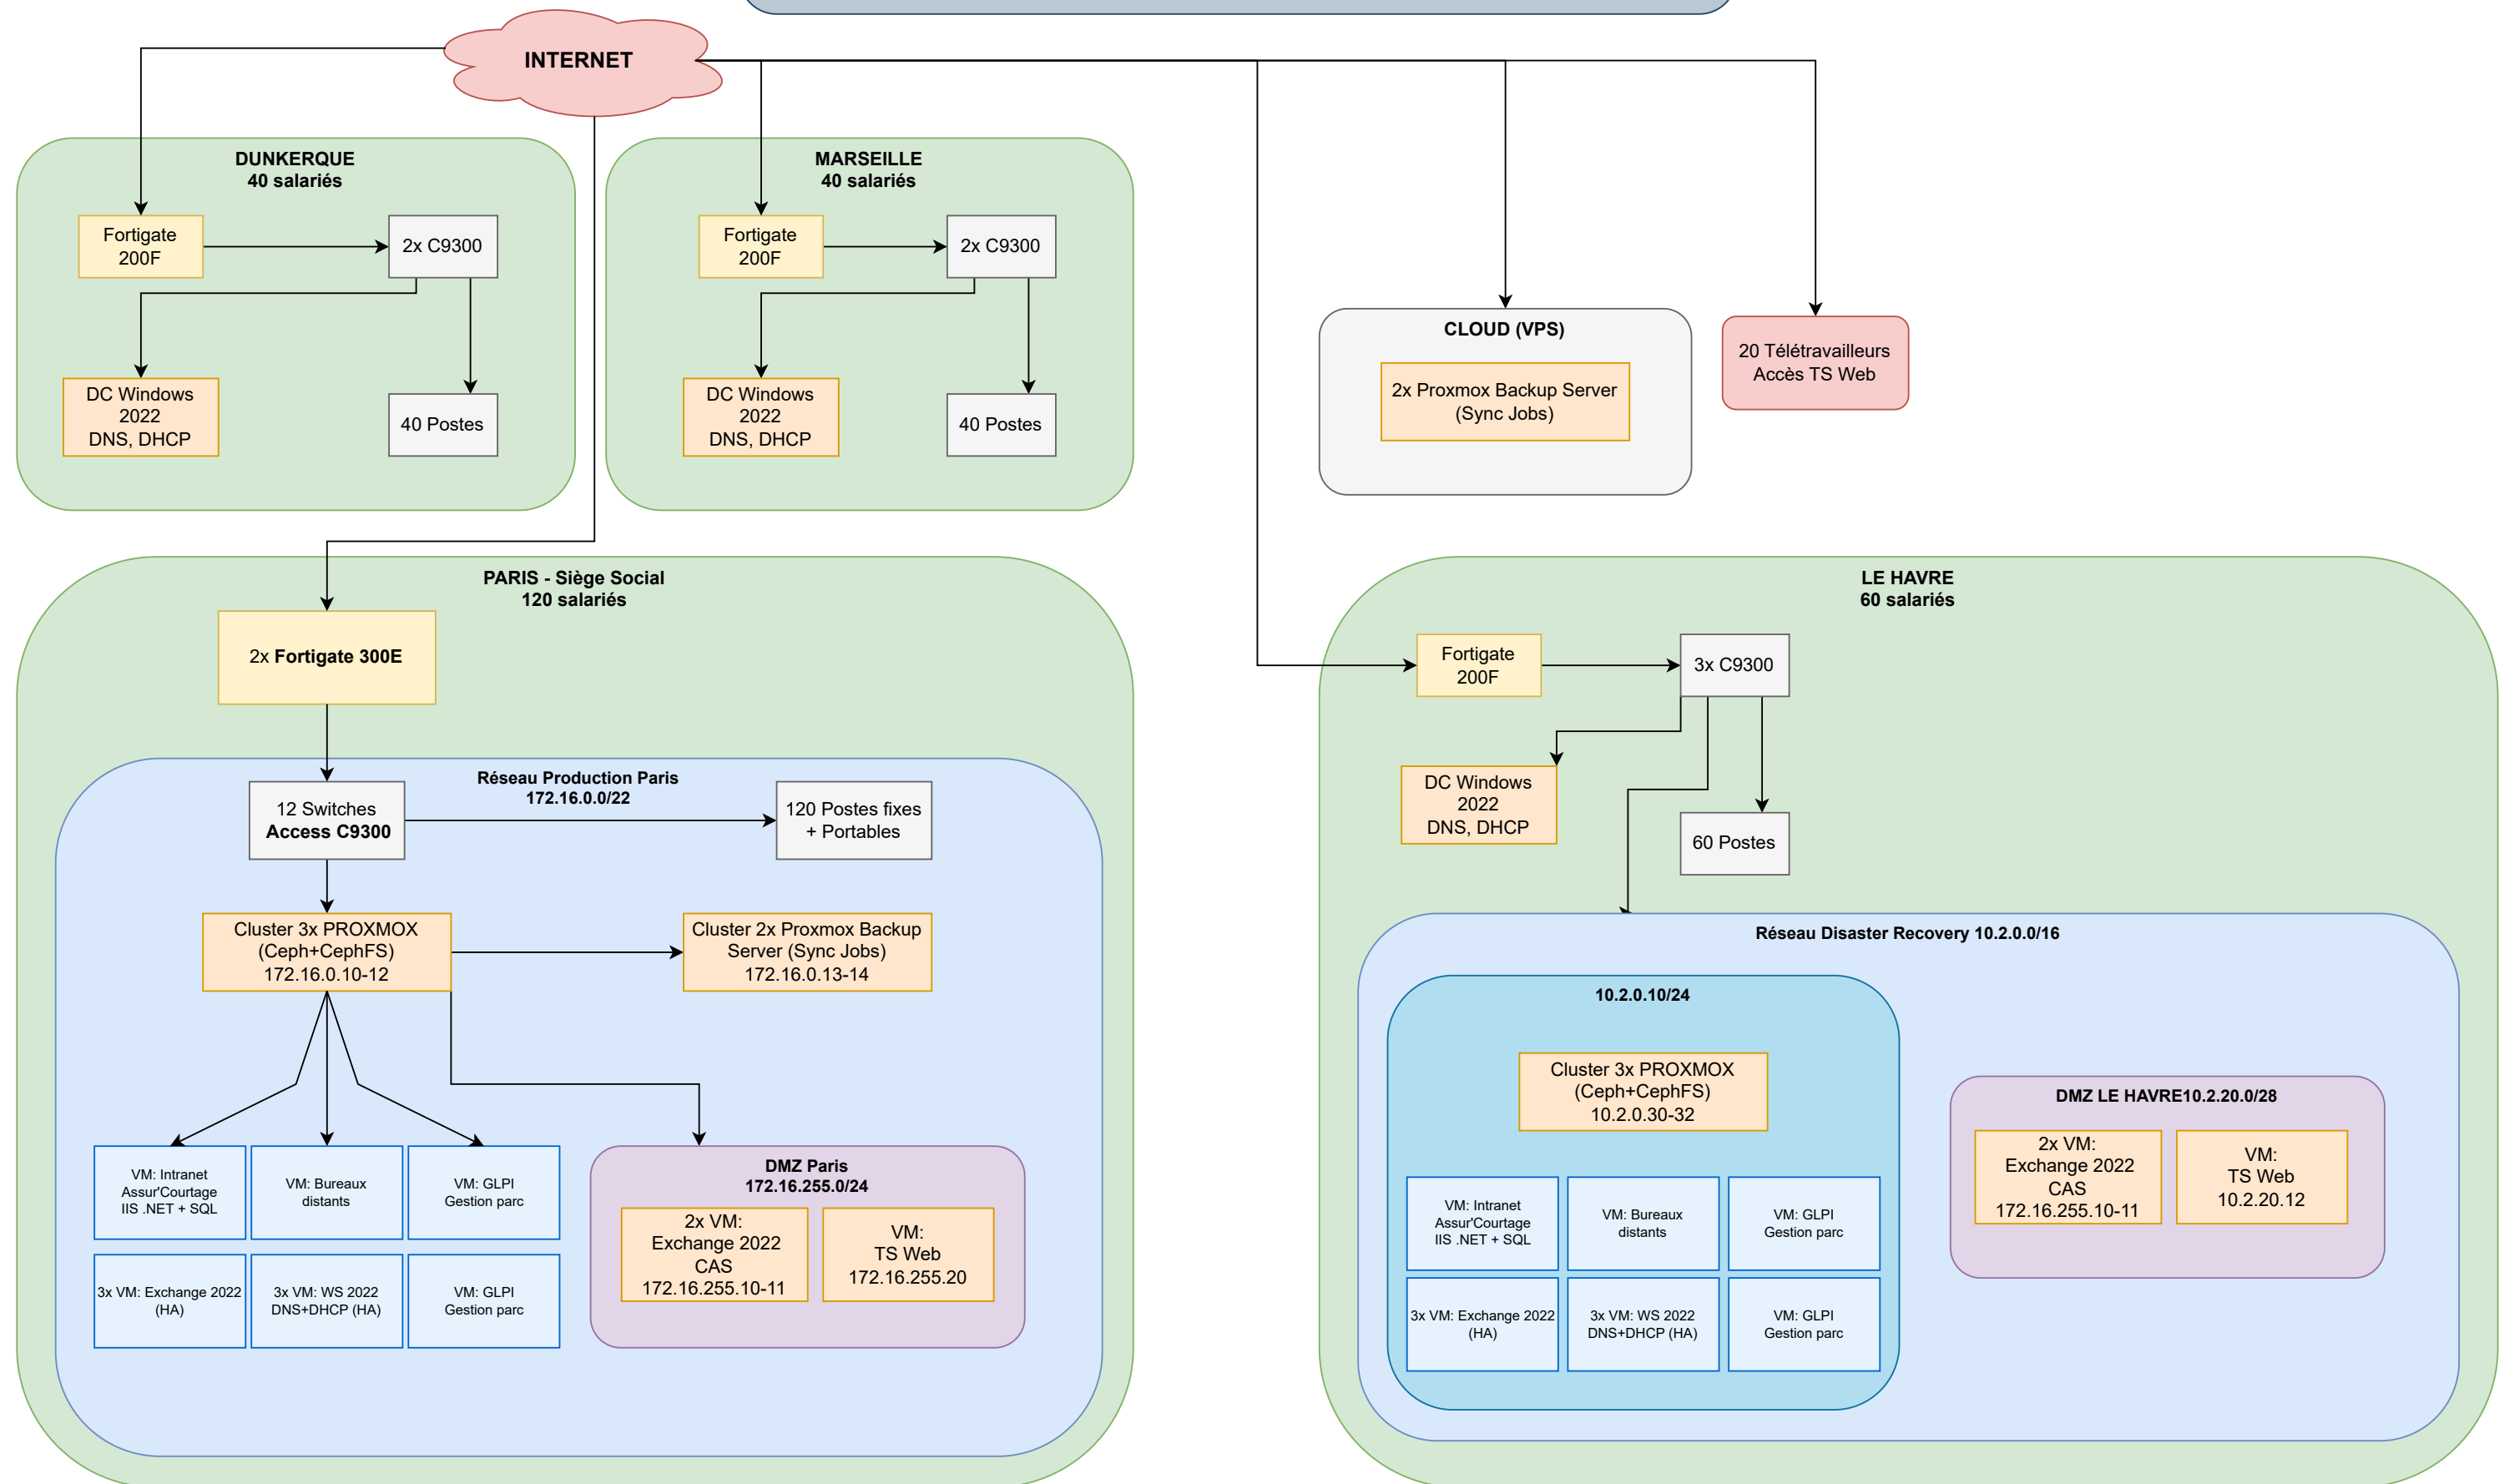 INTERNET
DUNKERQUE
40 salariés
Fortigate
200F
2x C9300
DC Windows
2022
DNS, DHCP
40 Postes
MARSEILLE
40 salariés
Fortigate
200F
2x C9300
DC Windows
2022
DNS, DHCP
40 Postes
CLOUD (VPS)
2x Proxmox Backup Server
(Sync Jobs)
20 Télétravailleurs
Accès TS Web
PARIS - Siège Social
120 salariés
2x Fortigate 300E
Réseau Production Paris
172.16.0.0/22
12 Switches
Access C9300
120 Postes fixes
+ Portables
Cluster 3x PROXMOX
(Ceph+CephFS)
172.16.0.10-12
Cluster 2x Proxmox Backup
Server (Sync Jobs)
172.16.0.13-14
VM: Intranet
Assur'Courtage
IIS .NET + SQL
VM: Bureaux
distants
VM: GLPI
Gestion parc
3x VM: Exchange 2022
(HA)
3x VM: WS 2022
DNS+DHCP (HA)
VM: GLPI
Gestion parc
DMZ Paris
172.16.255.0/24
2x VM:
Exchange 2022
CAS
172.16.255.10-11
VM:
TS Web
172.16.255.20
LE HAVRE
60 salariés
Fortigate
200F
3x C9300
DC Windows
2022
DNS, DHCP
60 Postes
Réseau Disaster Recovery 10.2.0.0/16
10.2.0.10/24
Cluster 3x PROXMOX
(Ceph+CephFS)
10.2.0.30-32
VM: Intranet
Assur'Courtage
IIS .NET + SQL
VM: Bureaux
distants
VM: GLPI
Gestion parc
3x VM: Exchange 2022
(HA)
3x VM: WS 2022
DNS+DHCP (HA)
VM: GLPI
Gestion parc
DMZ LE HAVRE10.2.20.0/28
2x VM:
Exchange 2022
CAS
172.16.255.10-11
VM:
TS Web
10.2.20.12